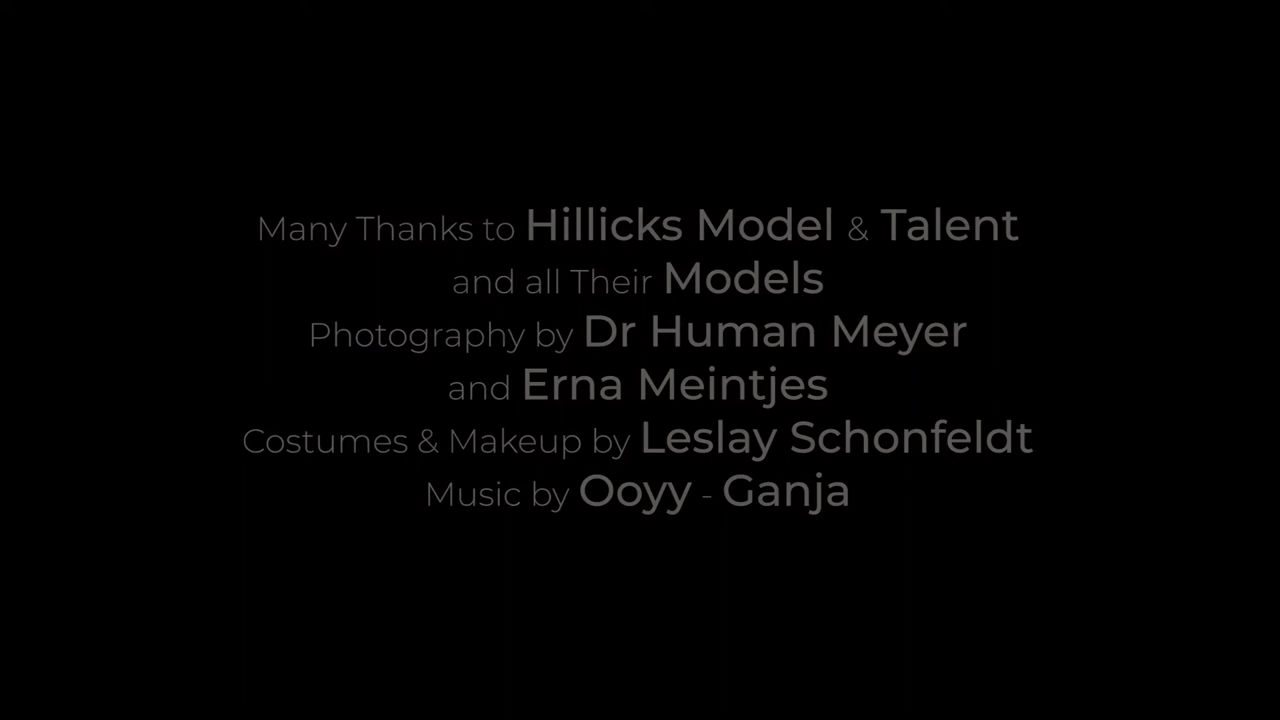 Many Thanks to Hillicks Model & Talent
and all Their Models
Photography by Dr Human Meyer
and Erna Meintjes
Costumes & Makeup by Leslay Schonfeldt
Music by Ooyy - Ganja